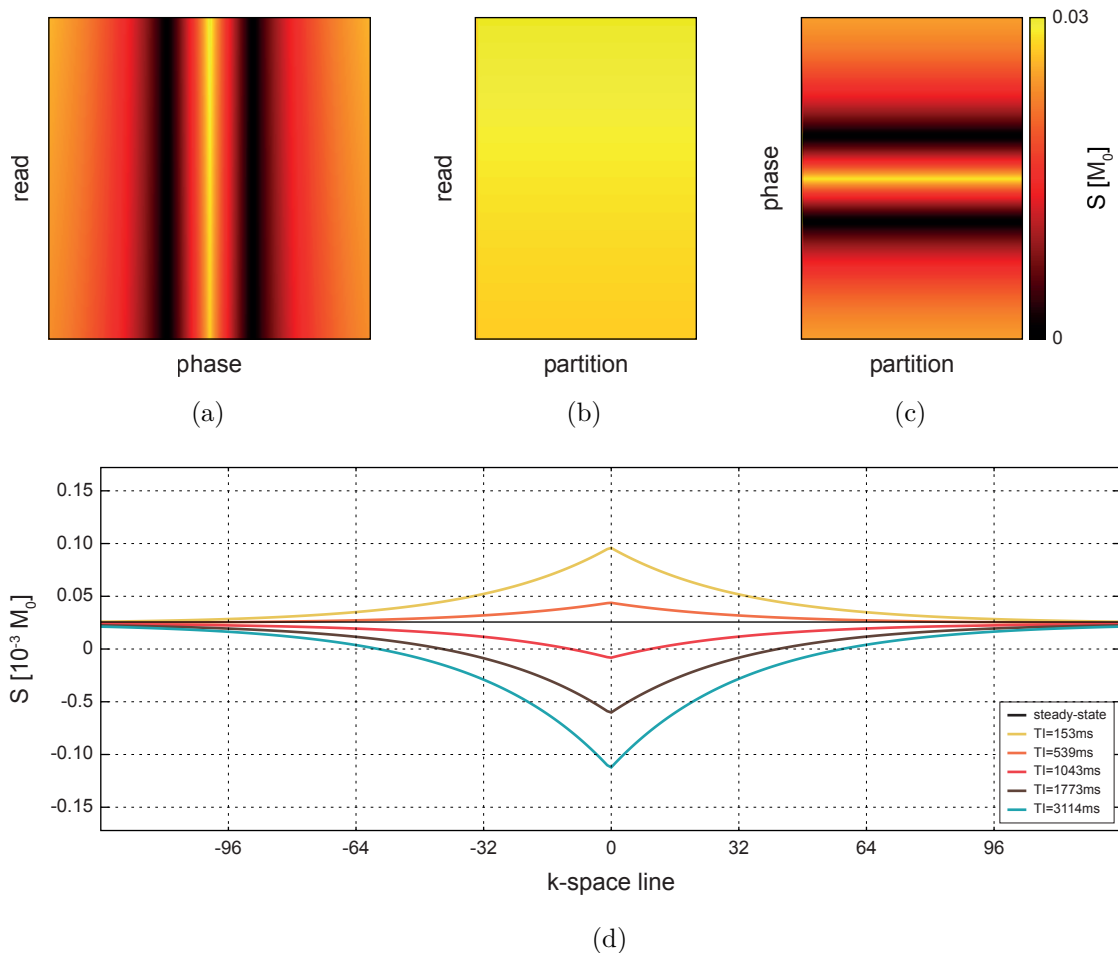 read
phase
(a)
read
partition
(b)
phase
partition
(c)
0.03
0
S [M₀]
0.15
0.10
0.05
0
-0.5
-0.10
-0.15
S [10⁻³ M₀]
-96
-64
-32
0
32
64
96
k-space line
steady-state
TI=153ms
TI=539ms
TI=1043ms
TI=1773ms
TI=3114ms
(d)